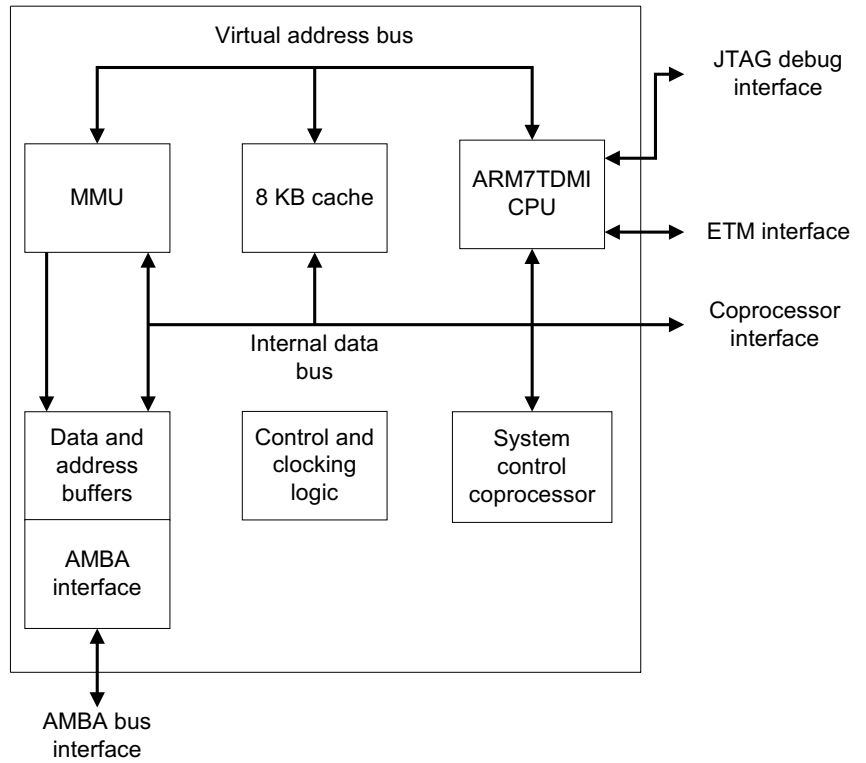 Virtual address bus
JTAG debug
interface
MMU
8 KB cache
ARM7TDMI
CPU
ETM interface
Internal data
bus
Coprocessor
interface
Data and
address
buffers
Control and
clocking
logic
System
control
coprocessor
AMBA
interface
AMBA bus
interface